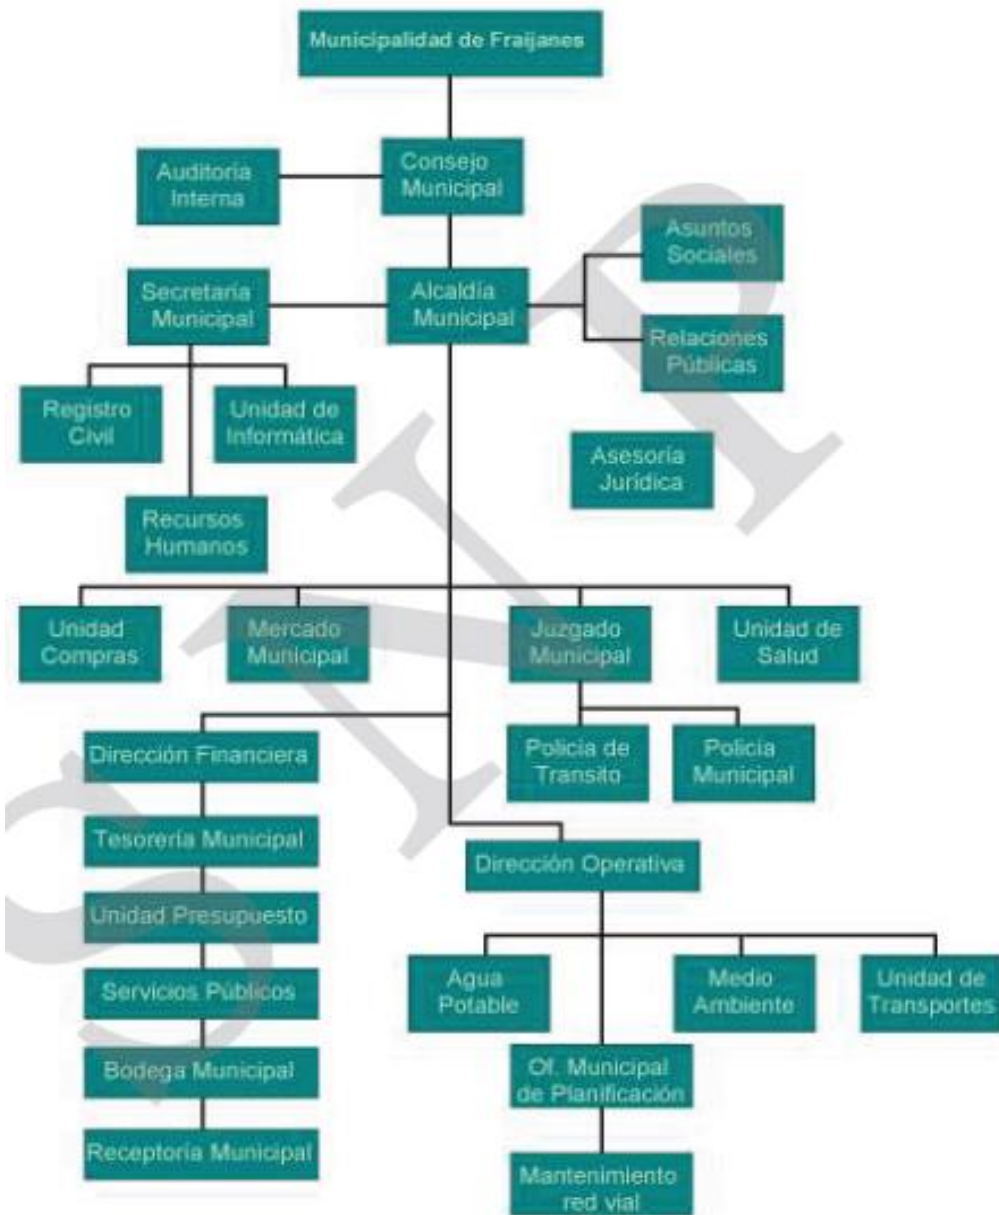 Municipalidad de Fraijanes
Consejo
Municipal
Auditoría
Interna
Asuntos
Sociales
Secretaría
Municipal
Alcaldía
Municipal
Relaciones
Públicas
Registro
Civil
Unidad de
Informática
Asesoría
Jurídica
Recursos
Humanos
Unidad
Compras
Mercado
Municipal
Juzgado
Municipal
Unidad de
Salud
Dirección Financiera
Policía de
Transito
Policía
Municipal
Tesorería Municipal
Dirección Operativa
Unidad Presupuesto
Servicios Públicos
Agua
Potable
Medio
Ambiente
Unidad de
Transportes
Bodega Municipal
Of. Municipal
de Planificación
Receptoría Municipal
Mantenimiento
red vial
SNP